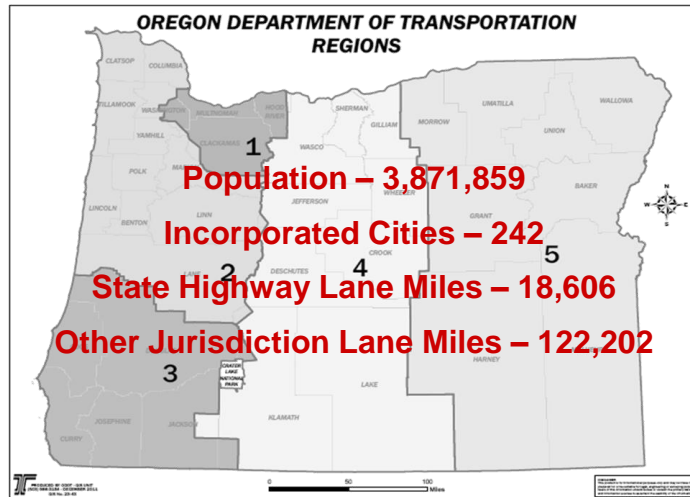 OREGON DEPARTMENT OF TRANSPORTATION
REGIONS
CLATSOP
COLUMBIA
TILLAMOOK
WASHINGTON
MULTNOMAH
HOOD
RIVER
SHERMAN
GILLIAM
MORROW
UMATILLA
WALLOWA
UNION
YAMHILL
CLACKAMAS
1
WASCO
POLK
Population – 3,871,859
WHEELER
BAKER
JEFFERSON
LINCOLN
BENTON
LINN
GRANT
N
W
E
S
Incorporated Cities – 242
CROOK
LANE
2
DESCHUTES
4
5
State Highway Lane Miles – 18,606
Other Jurisdiction Lane Miles – 122,202
HARNEY
3
CRATER
LAKE
NATIONAL
PARK
LAKE
KLAMATH
CURRY
JOSEPHINE
JACKSON
0
50
100
Miles